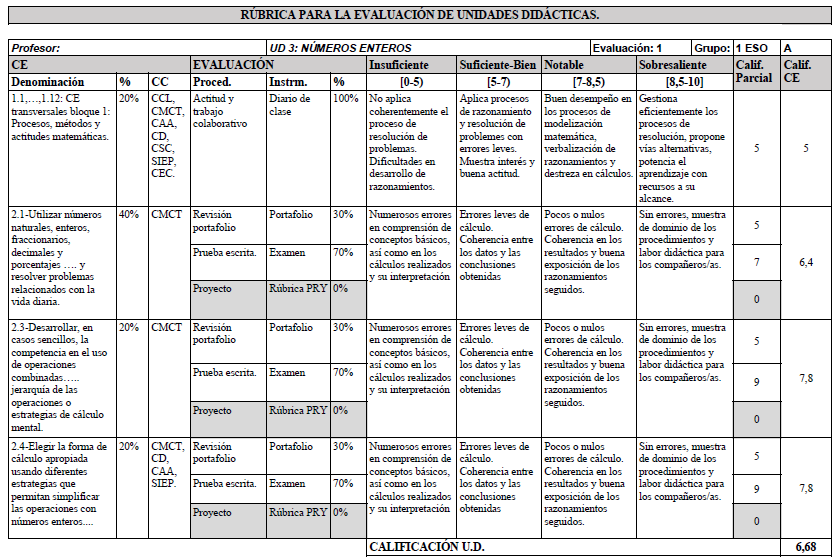 RÚBRICA PARA LA EVALUACIÓN DE UNIDADES DIDÁCTICAS.
Profesor: UD 3: NÚMEROS ENTEROS Evaluación: 1 Grupo: 1 ESO A
CE EVALUACIÓN Insuficiente Suficiente-Bien Notable Sobresaliente Calif. Parcial Calif. CE
Denominación % CC Proced. Instrm. % [0-5) [5-7) [7-8,5) [8,5-10]
1.1,…,1.12: CE
transversales bloque 1:
Procesos, métodos y
actitudes matemáticas.
20%
CCL,
CMCT,
CAA,
CD,
CSC,
SIEP,
CEC.
Actitud y
trabajo
colaborativo
Diario de
clase
100%
No aplica
coherentemente el
proceso de
resolución de
problemas.
Dificultades en
desarrollo de
razonamientos.
Aplica procesos
de razonamiento
y resolución de
problemas con
errores leves.
Muestra interés y
buena actitud.
Buen desempeño en
los procesos de
modelización
matemática,
verbalización de
razonamientos y
destreza en cálculos.
Gestiona
eficientemente los
procesos de
resolución, propone
vías alternativas,
potencia el
aprendizaje con
recursos a su
alcance.
5
5
2.1-Utilizar números
naturales, enteros,
fraccionarios,
decimales y
porcentajes …. y
resolver problemas
relacionados con la
vida diaria.
40%
CMCT
Revisión
portafolio
Portafolio
30%
Prueba escrita.
Examen
70%
Proyecto
Rúbrica PRY
0%
Numerosos errores
en comprensión de
conceptos básicos,
así como en los
cálculos realizados
y su interpretación
Errores leves de
cálculo.
Coherencia entre
los datos y las
conclusiones
obtenidas
Pocos o nulos
errores de cálculo.
Coherencia en los
resultados y buena
exposición de los
razonamientos
seguidos.
Sin errores, muestra
de dominio de los
procedimientos y
labor didáctica para
los compañeros/as.
5
7
0
6,4
2.3-Desarrollar, en
casos sencillos, la
competencia en el uso
de operaciones
combinadas…..
jerarquía de las
operaciones o
estrategias de cálculo
mental.
20%
CMCT
Revisión
portafolio
Portafolio
30%
Prueba escrita.
Examen
70%
Proyecto
Rúbrica PRY
0%
Numerosos errores
en comprensión de
conceptos básicos,
así como en los
cálculos realizados
y su interpretación
Errores leves de
cálculo.
Coherencia entre
los datos y las
conclusiones
obtenidas
Pocos o nulos
errores de cálculo.
Coherencia en los
resultados y buena
exposición de los
razonamientos
seguidos.
Sin errores, muestra
de dominio de los
procedimientos y
labor didáctica para
los compañeros/as.
5
9
0
7,8
2.4-Elegir la forma de
cálculo apropiada
usando diferentes
estrategias que
permitan simplificar
las operaciones con
números enteros....
20%
CMCT,
CD,
CAA,
SIEP.
Revisión
portafolio
Portafolio
30%
Prueba escrita.
Examen
70%
Proyecto
Rúbrica PRY
0%
Numerosos errores
en comprensión de
conceptos básicos,
así como en los
cálculos realizados
y su interpretación
Errores leves de
cálculo.
Coherencia entre
los datos y las
conclusiones
obtenidas
Pocos o nulos
errores de cálculo.
Coherencia en los
resultados y buena
exposición de los
razonamientos
seguidos.
Sin errores, muestra
de dominio de los
procedimientos y
labor didáctica para
los compañeros/as.
5
9
0
7,8
CALIFICACIÓN U.D. 6,68